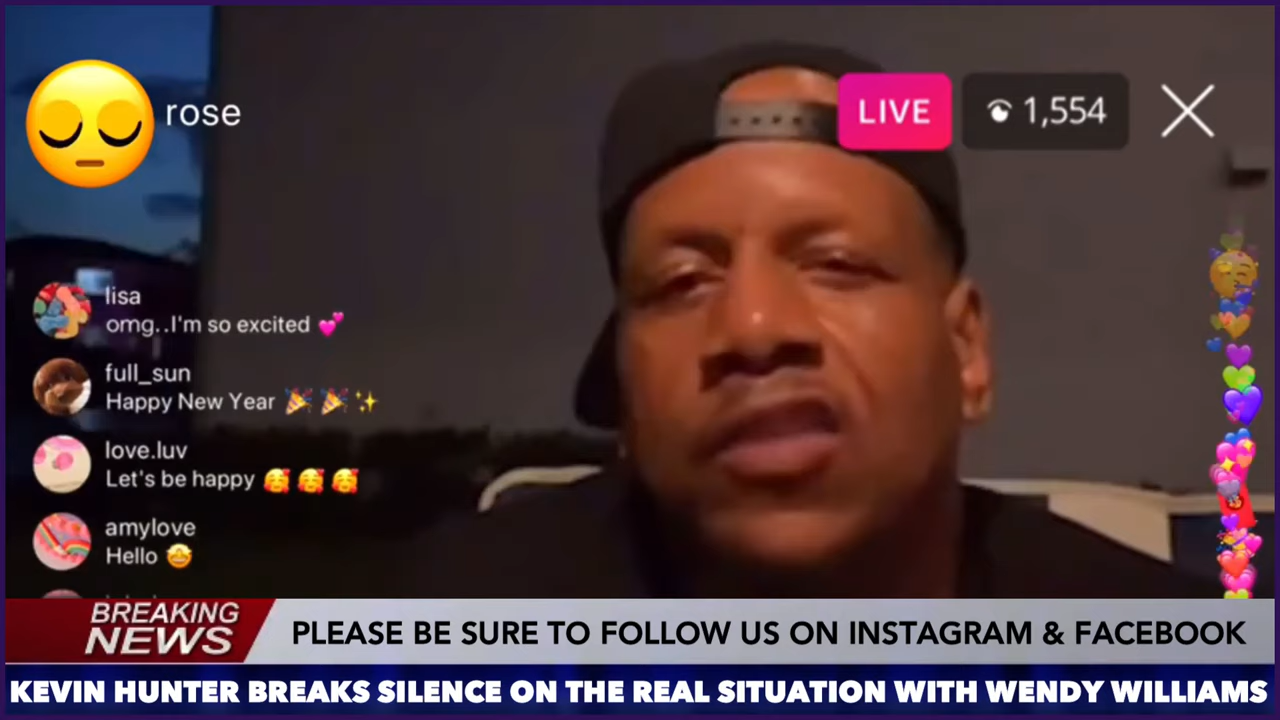 rose
LIVE
1,554
lisa
omg..I'm so excited 💕
full_sun
Happy New Year 🎉 🎉 ✨
love.luv
Let's be happy 🥰 🥰 🥰
amylove
Hello 🤩
BREAKING
NEWS
PLEASE BE SURE TO FOLLOW US ON INSTAGRAM & FACEBOOK
KEVIN HUNTER BREAKS SILENCE ON THE REAL SITUATION WITH WENDY WILLIAMS